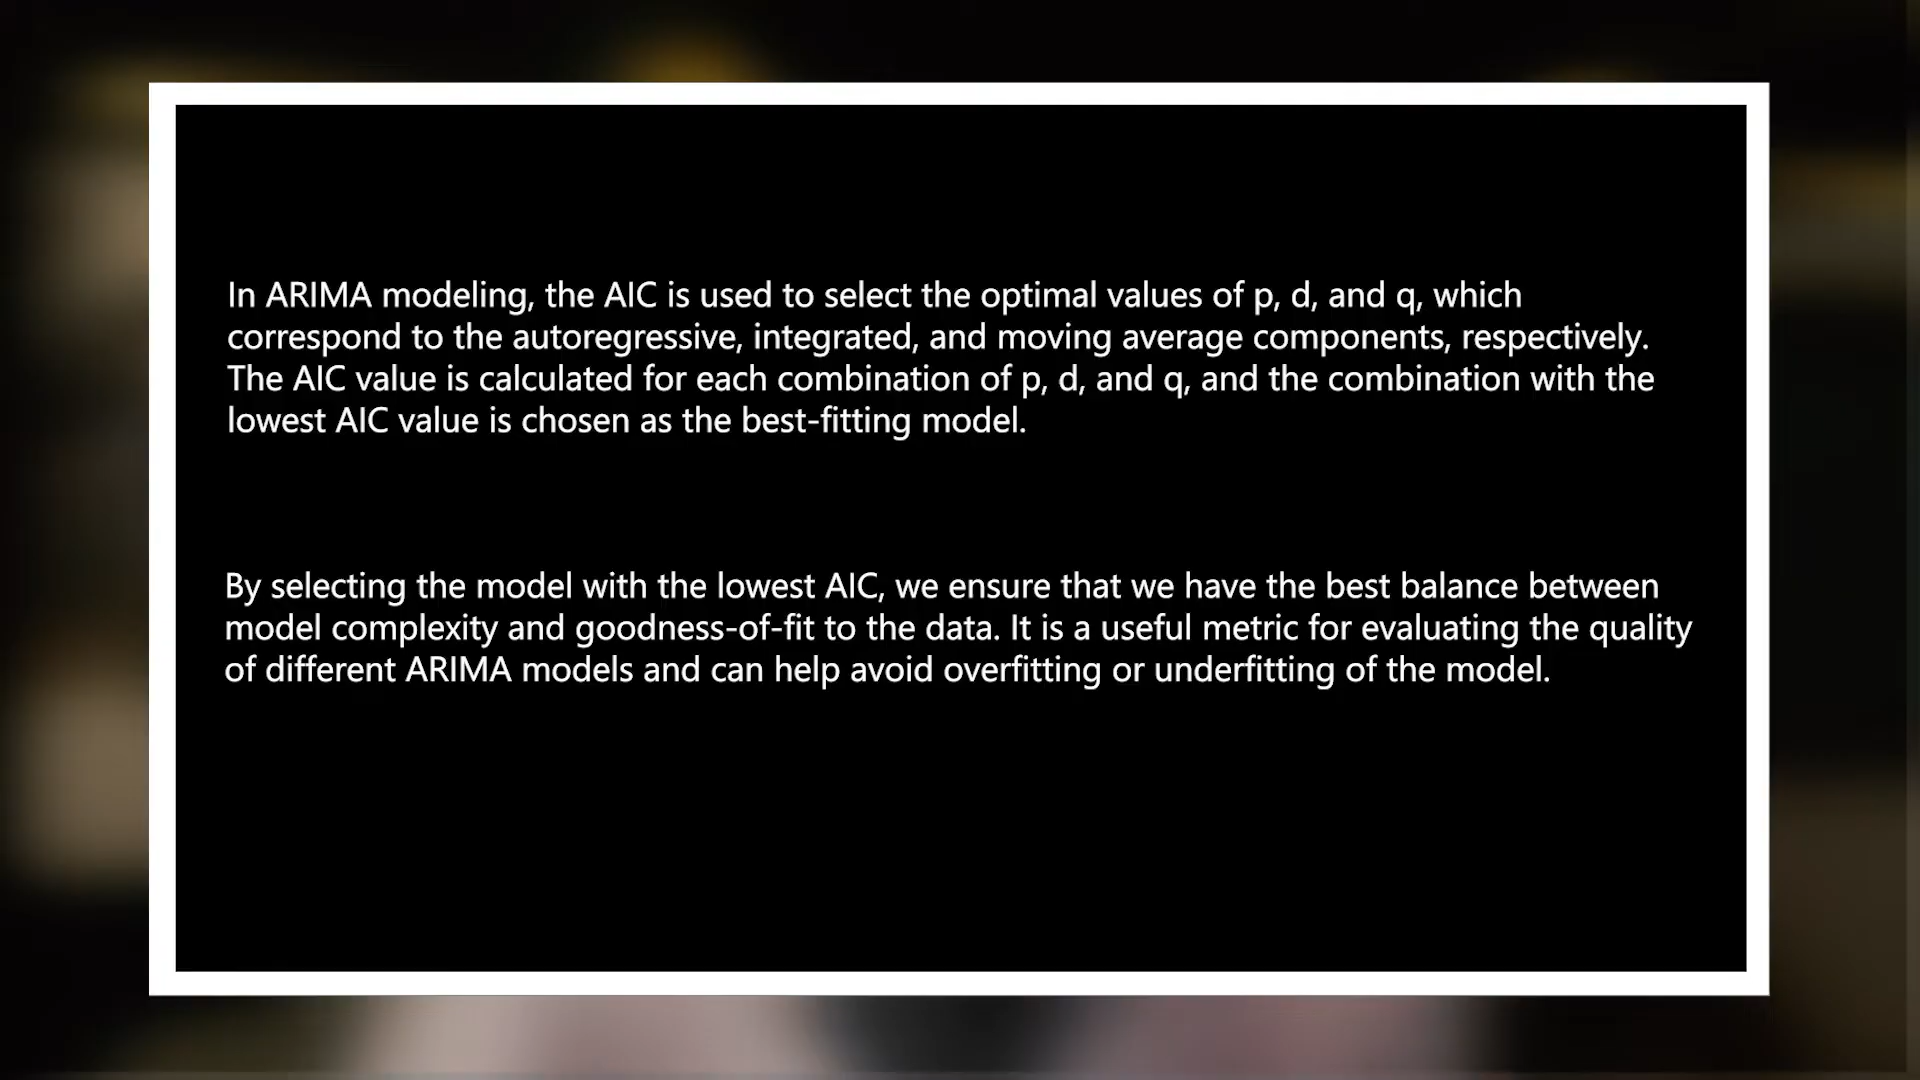 In ARIMA modeling, the AIC is used to select the optimal values of p, d, and q, which
correspond to the autoregressive, integrated, and moving average components, respectively.
The AIC value is calculated for each combination of p, d, and q, and the combination with the
lowest AIC value is chosen as the best-fitting model.
By selecting the model with the lowest AIC, we ensure that we have the best balance between
model complexity and goodness-of-fit to the data. It is a useful metric for evaluating the quality
of different ARIMA models and can help avoid overfitting or underfitting of the model.